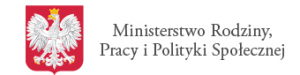 Ministerstwo Rodziny,
Pracy i Polityki Społecznej